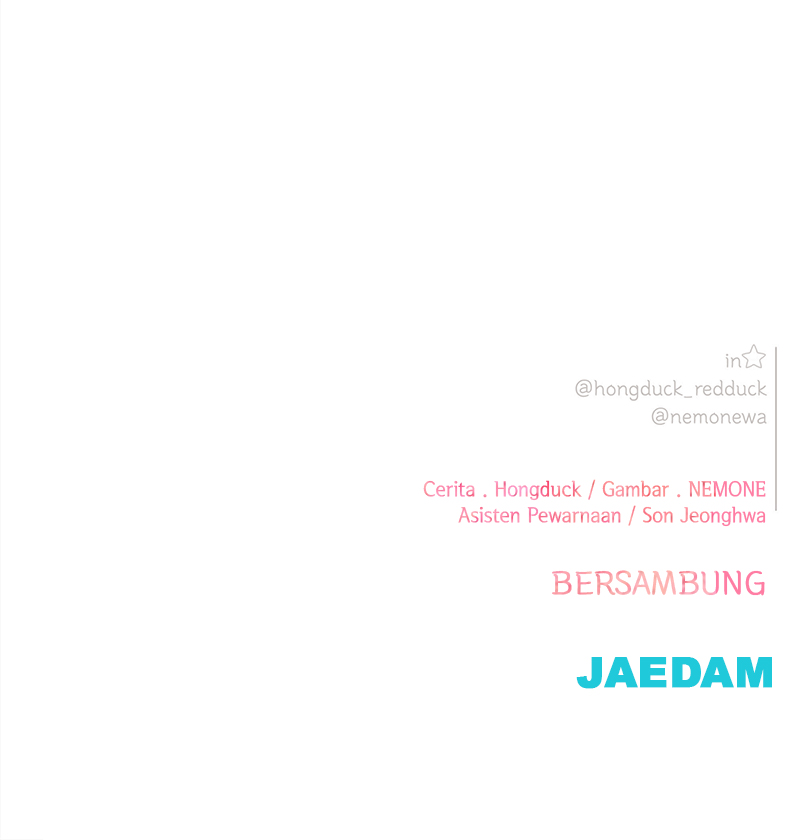 in☆
@hongduck_redduck
@nemonewa
Cerita . Hongduck / Gambar . NEMONE
Asisten Pewarnaan / Son Jeonghwa
BERSAMBUNG
JAEDAM